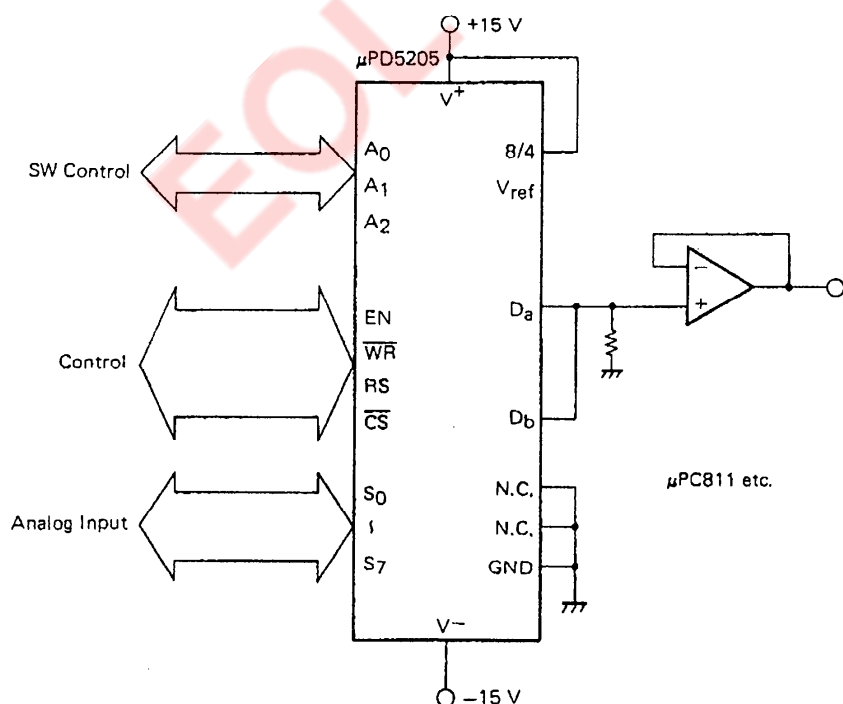 +15 V
μPD5205
V+
8/4
Vref
SW Control
A0
A1
A2
EOL
Control
EN
WR
RS
CS
Da
Db
μPC811 etc.
Analog Input
S0
≀
S7
N.C.
N.C.
GND
V−
−15 V
−
+